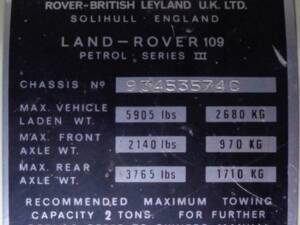 ROVER-BRITISH LEYLAND U.K. LTD.
SOLIHULL - ENGLAND
LAND-ROVER 109
PETROL SERIES III
CHASSIS Nº 93453574C
MAX. VEHICLE LADEN WT. 5905 lbs 2680 KG
MAX. FRONT AXLE WT. 2140 lbs 970 KG
MAX. REAR AXLE WT. 3765 lbs 1710 KG
RECOMMENDED MAXIMUM TOWING
CAPACITY 2 TONS. FOR FURTHER